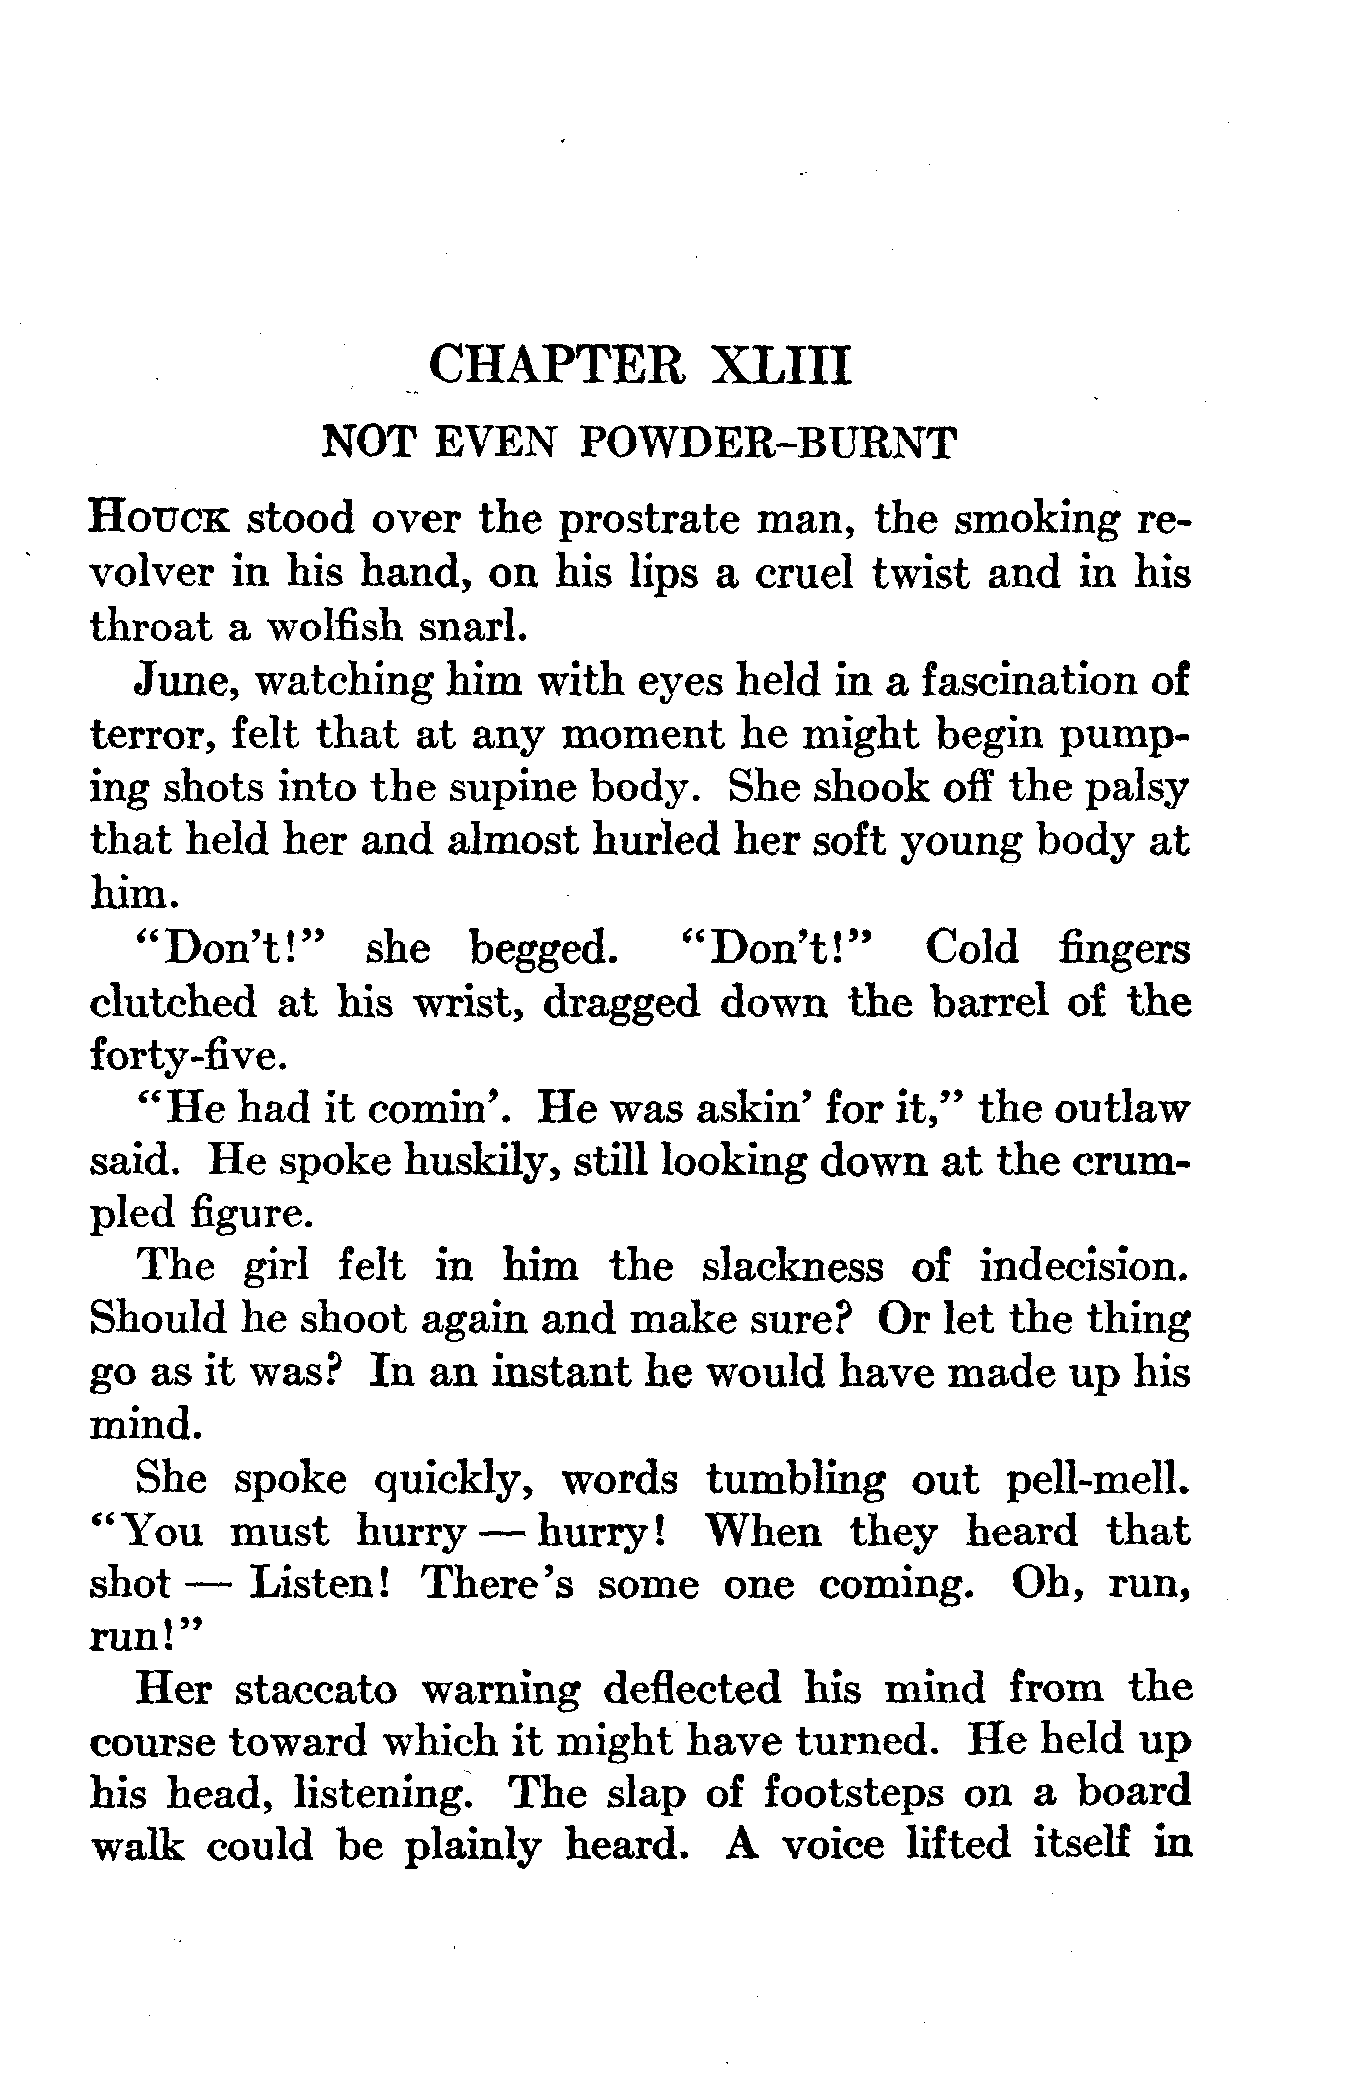 CHAPTER XLIII
NOT EVEN POWDER-BURNT
HOUCK stood over the prostrate man, the smoking re-
volver in his hand, on his lips a cruel twist and in his
throat a wolfish snarl.
June, watching him with eyes held in a fascination of
terror, felt that at any moment he might begin pump-
ing shots into the supine body. She shook off the palsy
that held her and almost hurled her soft young body at
him.
“Don’t!” she begged. “Don’t!” Cold fingers
clutched at his wrist, dragged down the barrel of the
forty-five.
“He had it comin’. He was askin’ for it,” the outlaw
said. He spoke huskily, still looking down at the crum-
pled figure.
The girl felt in him the slackness of indecision.
Should he shoot again and make sure? Or let the thing
go as it was? In an instant he would have made up his
mind.
She spoke quickly, words tumbling out pell-mell.
“You must hurry — hurry! When they heard that
shot — Listen! There’s some one coming. Oh, run,
run!”
Her staccato warning deflected his mind from the
course toward which it might have turned. He held up
his head, listening. The slap of footsteps on a board
walk could be plainly heard. A voice lifted itself in